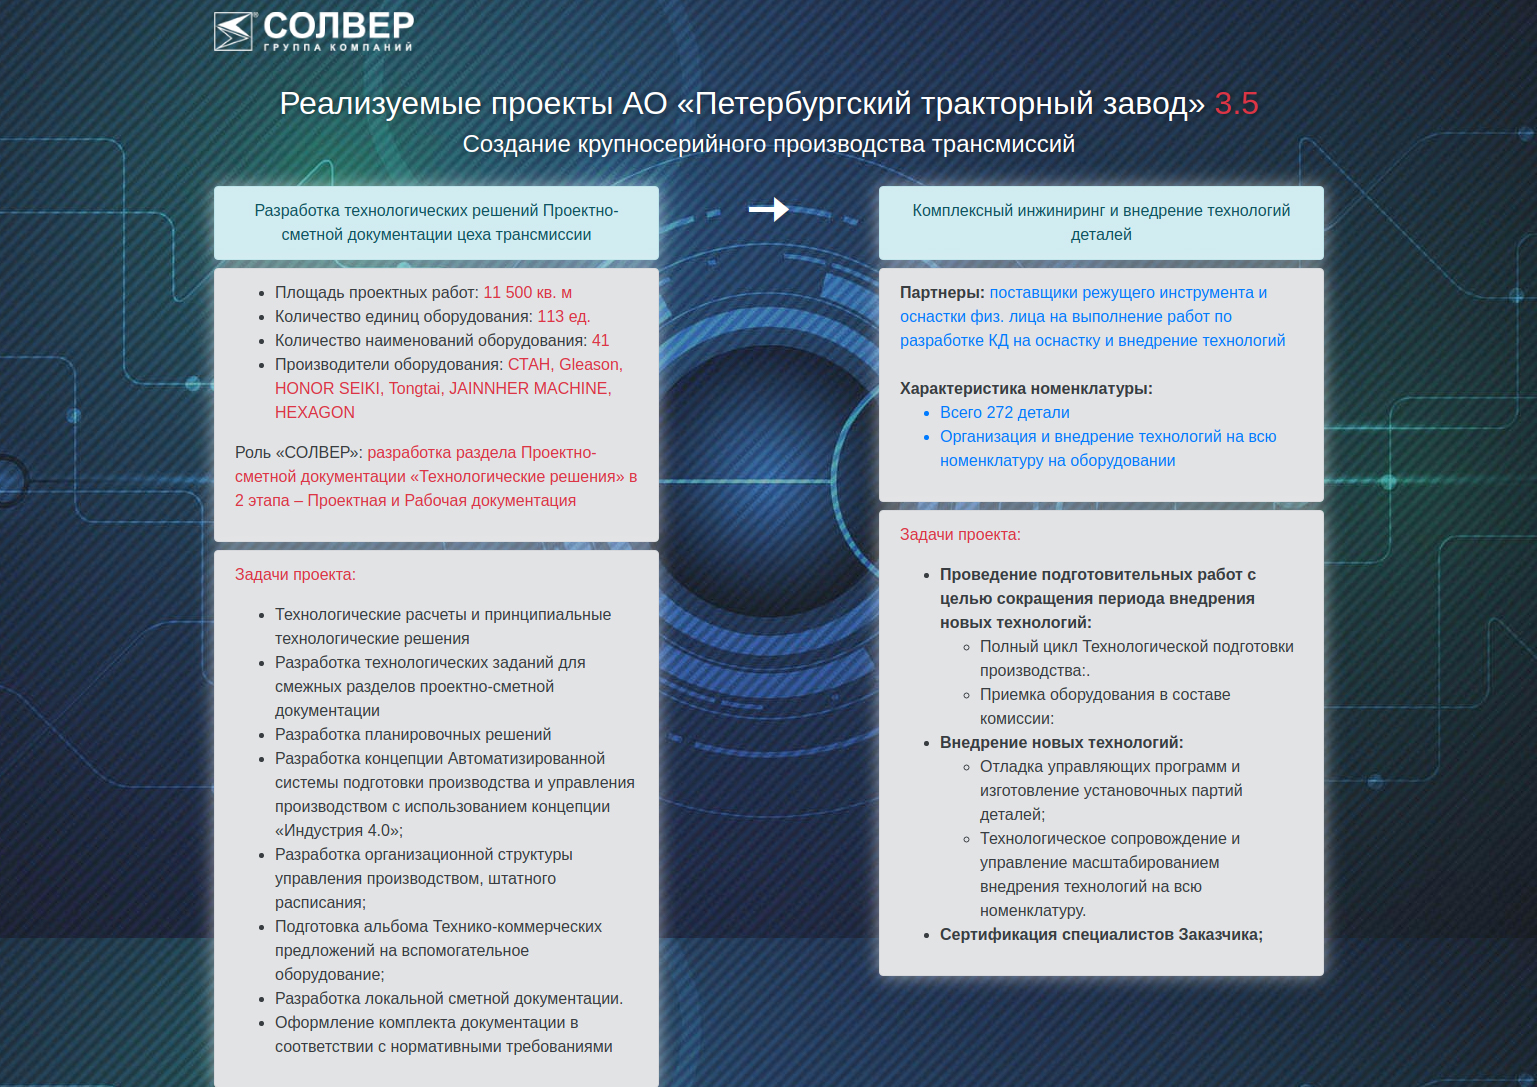 СОЛВЕР
ГРУППА КОМПАНИЙ
Реализуемые проекты АО «Петербургский тракторный завод» 3.5
Создание крупносерийного производства трансмиссий
Разработка технологических решений Проектно-
сметной документации цеха трансмиссии
Площадь проектных работ: 11 500 кв. м
Количество единиц оборудования: 113 ед.
Количество наименований оборудования: 41
Производители оборудования: СТАН, Gleason,
HONOR SEIKI, Tongtai, JAINNHER MACHINE,
HEXAGON
Роль «СОЛВЕР»: разработка раздела Проектно-
сметной документации «Технологические решения» в
2 этапа – Проектная и Рабочая документация
Задачи проекта:
Технологические расчеты и принципиальные
технологические решения
Разработка технологических заданий для
смежных разделов проектно-сметной
документации
Разработка планировочных решений
Разработка концепции Автоматизированной
системы подготовки производства и управления
производством с использованием концепции
«Индустрия 4.0»;
Разработка организационной структуры
управления производством, штатного
расписания;
Подготовка альбома Технико-коммерческих
предложений на вспомогательное
оборудование;
Разработка локальной сметной документации.
Оформление комплекта документации в
соответствии с нормативными требованиями
Комплексный инжиниринг и внедрение технологий
деталей
Партнеры: поставщики режущего инструмента и
оснастки физ. лица на выполнение работ по
разработке КД на оснастку и внедрение технологий
Характеристика номенклатуры:
Всего 272 детали
Организация и внедрение технологий на всю
номенклатуру на оборудовании
Задачи проекта:
Проведение подготовительных работ с
целью сокращения периода внедрения
новых технологий:
Полный цикл Технологической подготовки
производства:.
Приемка оборудования в составе
комиссии:
Внедрение новых технологий:
Отладка управляющих программ и
изготовление установочных партий
деталей;
Технологическое сопровождение и
управление масштабированием
внедрения технологий на всю
номенклатуру.
Сертификация специалистов Заказчика;